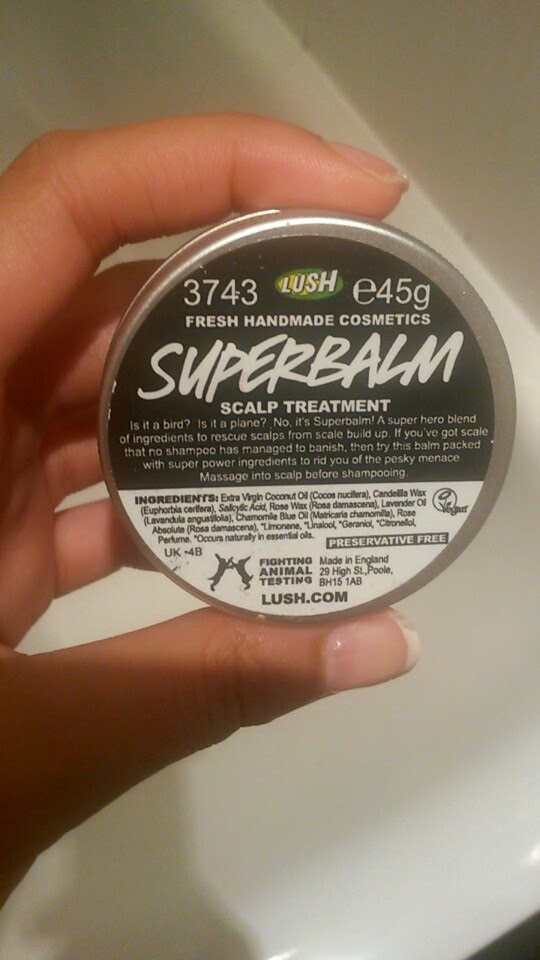 3743 LUSH e45g
FRESH HANDMADE COSMETICS
SUPERBALM
SCALP TREATMENT
Is it a bird? Is it a plane? No, it's Superbalm! A super hero blend
of ingredients to rescue scalps from scale build up. If you've got scale
that no shampoo has managed to banish, then try this balm packed
with super power ingredients to rid you of the pesky menace.
Massage into scalp before shampooing.
INGREDIENTS: Extra Virgin Coconut Oil (Cocos nucifera), Candelilla Wax
(Euphorbia cerifera), Salicylic Acid, Rose Wax (Rosa damascena), Lavender Oil
(Lavandula angustifolia), Chamomile Blue Oil (Matricaria chamomila), Rose
Absolute (Rosa damascena), *Limonene, *Linalool, *Geraniol, *Citronellol,
Perfume. *Occurs naturally in essential oils.
Vegan
PRESERVATIVE FREE
UK -4B
FIGHTING
ANIMAL
TESTING
Made in England
29 High St.,Poole,
BH15 1AB
LUSH.COM